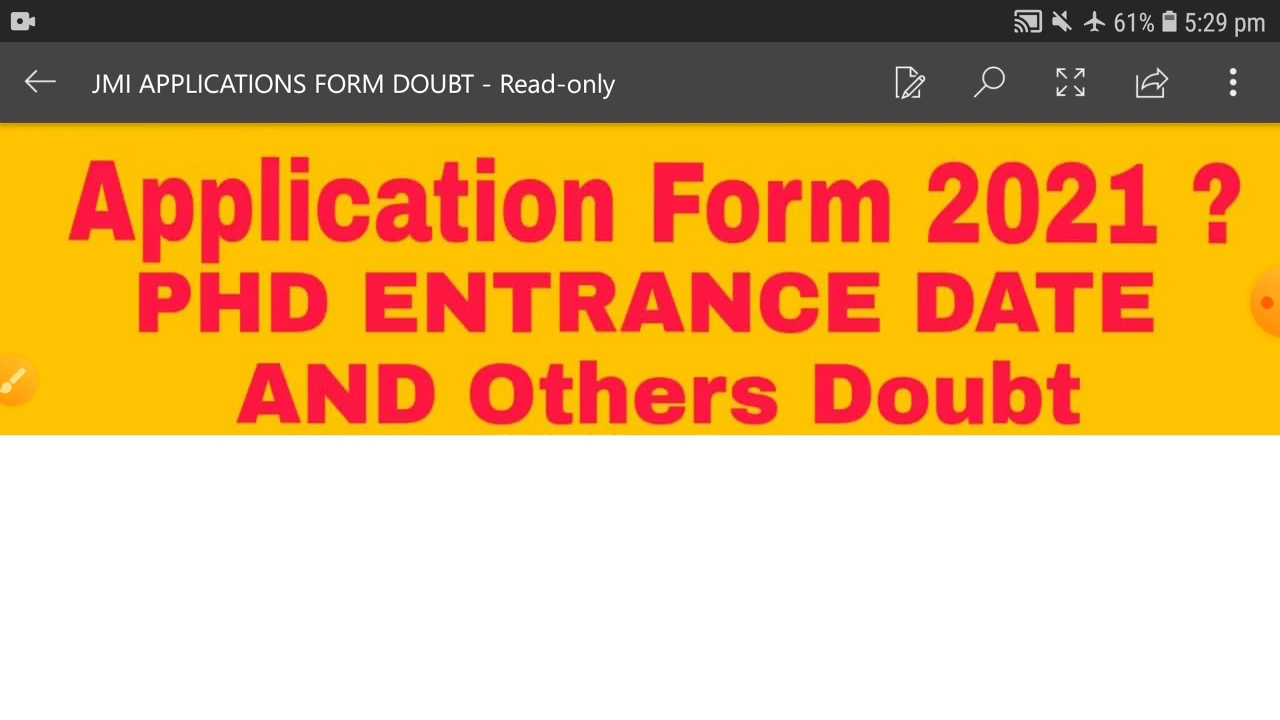 61% 5:29 pm
JMI APPLICATIONS FORM DOUBT - Read-only
Application Form 2021 ?
PHD ENTRANCE DATE
AND Others Doubt